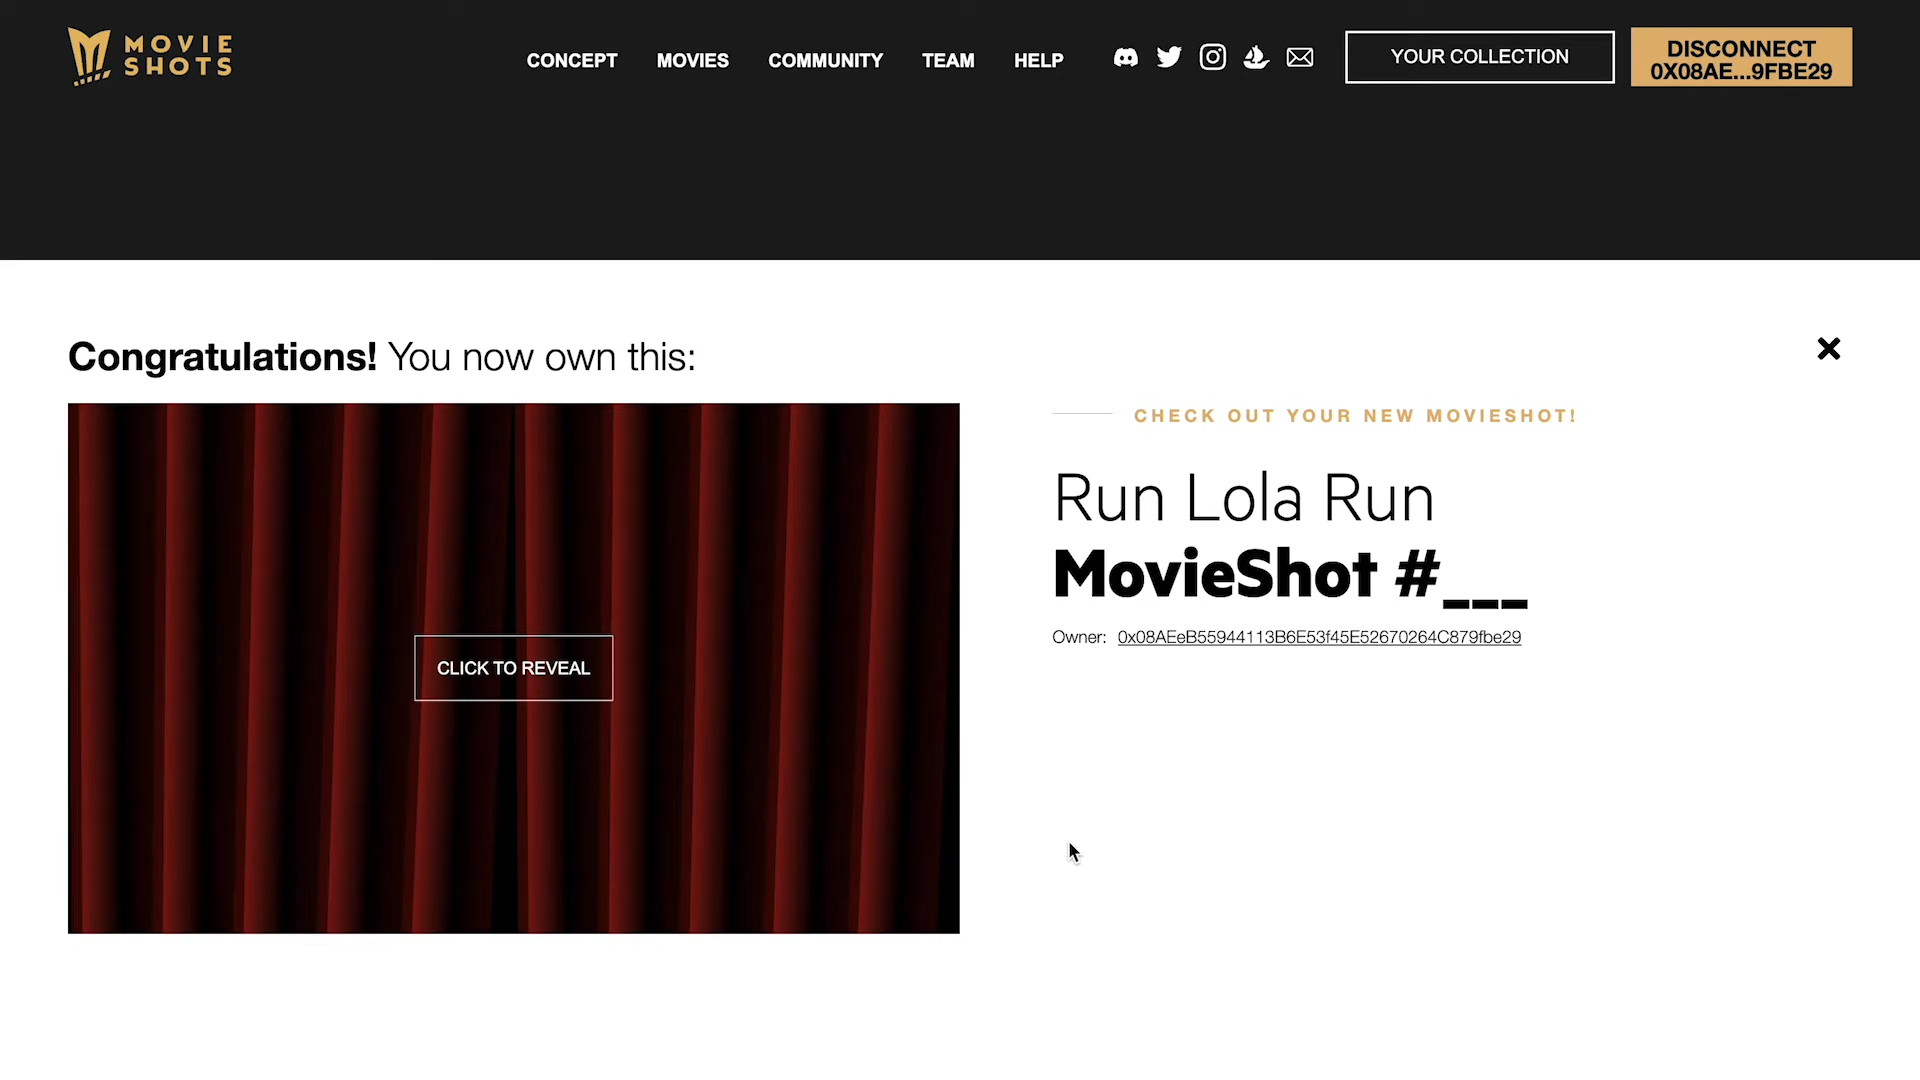 MOVIE
SHOTS
CONCEPT MOVIES COMMUNITY TEAM HELP
YOUR COLLECTION
DISCONNECT
0X08AE...9FBE29
Congratulations! You now own this:
CLICK TO REVEAL
CHECK OUT YOUR NEW MOVIESHOT!
Run Lola Run
MovieShot #___
Owner: 0x08AEeB55944113B6E53f45E52670264C879fbe29